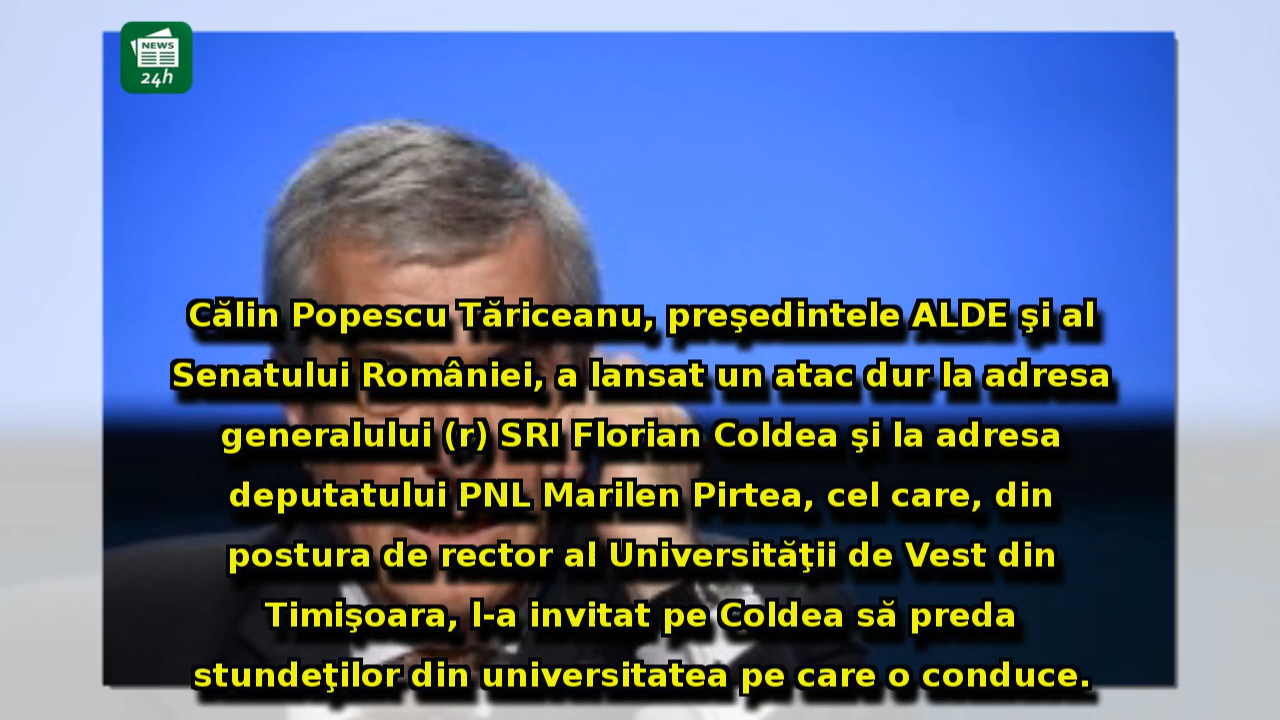 NEWS
24h
Călin Popescu Tăriceanu, preşedintele ALDE şi al
Senatului României, a lansat un atac dur la adresa
generalului (r) SRI Florian Coldea şi la adresa
deputatului PNL Marilen Pirtea, cel care, din
postura de rector al Universităţii de Vest din
Timişoara, l-a invitat pe Coldea să preda
stundeţilor din universitatea pe care o conduce.